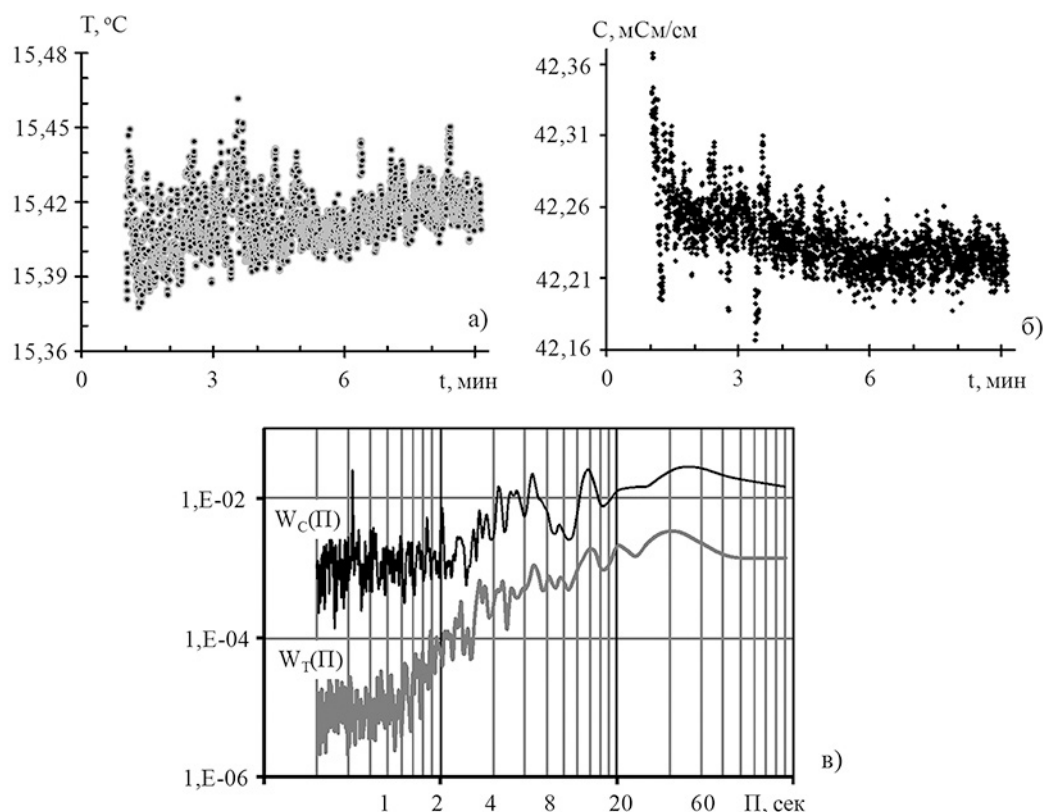 T, °C
15,48
15,45
15,42
15,39
15,36
0
3
6
t, мин
а)
C, мСм/см
42,36
42,31
42,26
42,21
42,16
0
3
6
t, мин
б)
1,E-02
1,E-04
1,E-06
W_C(П)
W_T(П)
1
2
4
8
20
60
П, сек
в)